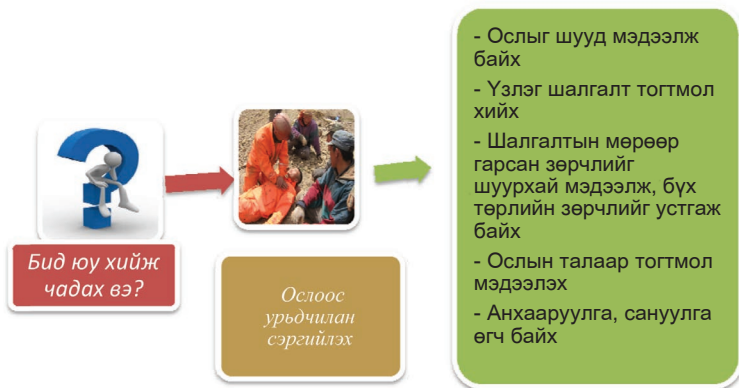 Бид юу хийж
чадах вэ?
Ослоос
урьдчилан
сэргийлэх
- Ослыг шууд мэдээлж
байх
- Үзлэг шалгалт тогтмол
хийх
- Шалгалтын мөрөөр
гарсан зөрчлийг
шуурхай мэдээлж, бүх
төрлийн зөрчлийг устгаж
байх
- Ослын талаар тогтмол
мэдээлэх
- Анхааруулга, сануулга
өгч байх